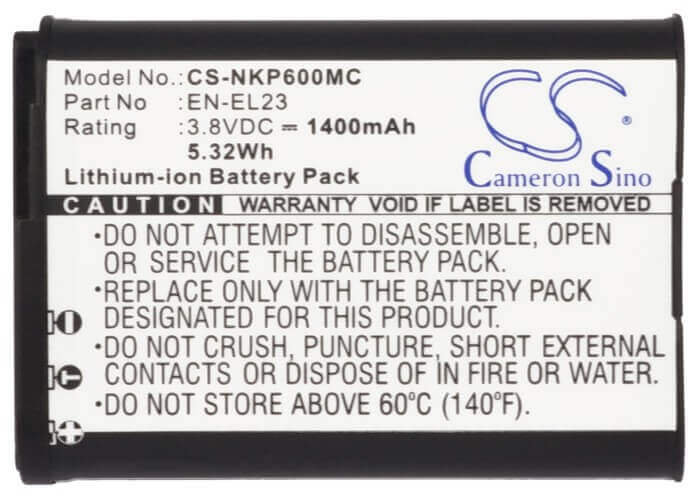 Model No.: CS-NKP600MC
Part No : EN-EL23
Rating : 3.8VDC ⎓ 1400mAh
5.32Wh
Lithium-ion Battery Pack
CS
Cameron Sino
CAUTION WARRANTY VOID IF LABEL IS REMOVED
•DO NOT ATTEMPT TO DISASSEMBLE, OPEN
OR SERVICE THE BATTERY PACK.
•REPLACE ONLY WITH THE BATTERY PACK
DESIGNATED FOR THIS PRODUCT.
•DO NOT CRUSH, PUNCTURE, SHORT EXTERNAL
CONTACTS OR DISPOSE OF IN FIRE OR WATER.
•DO NOT STORE ABOVE 60°C (140°F).